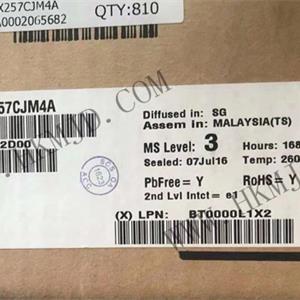 X257CJM4A
A0002065682
QTY:810
57CJM4A
2D00
Diffused in: SG
Assem in: MALAYSIA(TS)
MS Level: 3 Hours: 168
Sealed: 07Jul16 Temp: 260
PbFree= Y RoHS= Y
2nd Lvl Intct= e1
(X) LPN: BT0000L1X2
WWW.HKMJD.COM